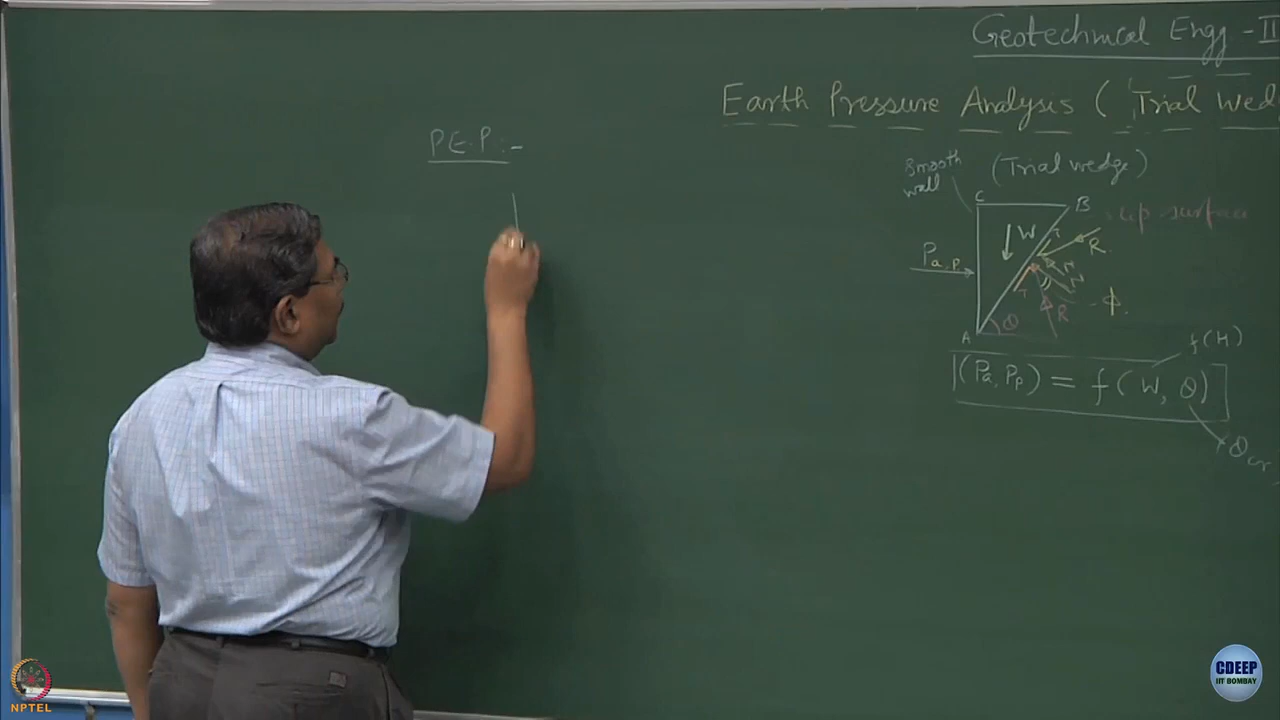 Geotechnical Engg - II
Earth Pressure Analysis ( Trial Wed
P.E.P. :-
Smooth wall
(Trial wedge)
C
B
slip surface
W
T
R
Pa, p
N
N
T
R
φ
θ
A
f(H)
(Pa, Pp) = f( W, θ)
θcr
NPTEL
CDEEP
IIT BOMBAY